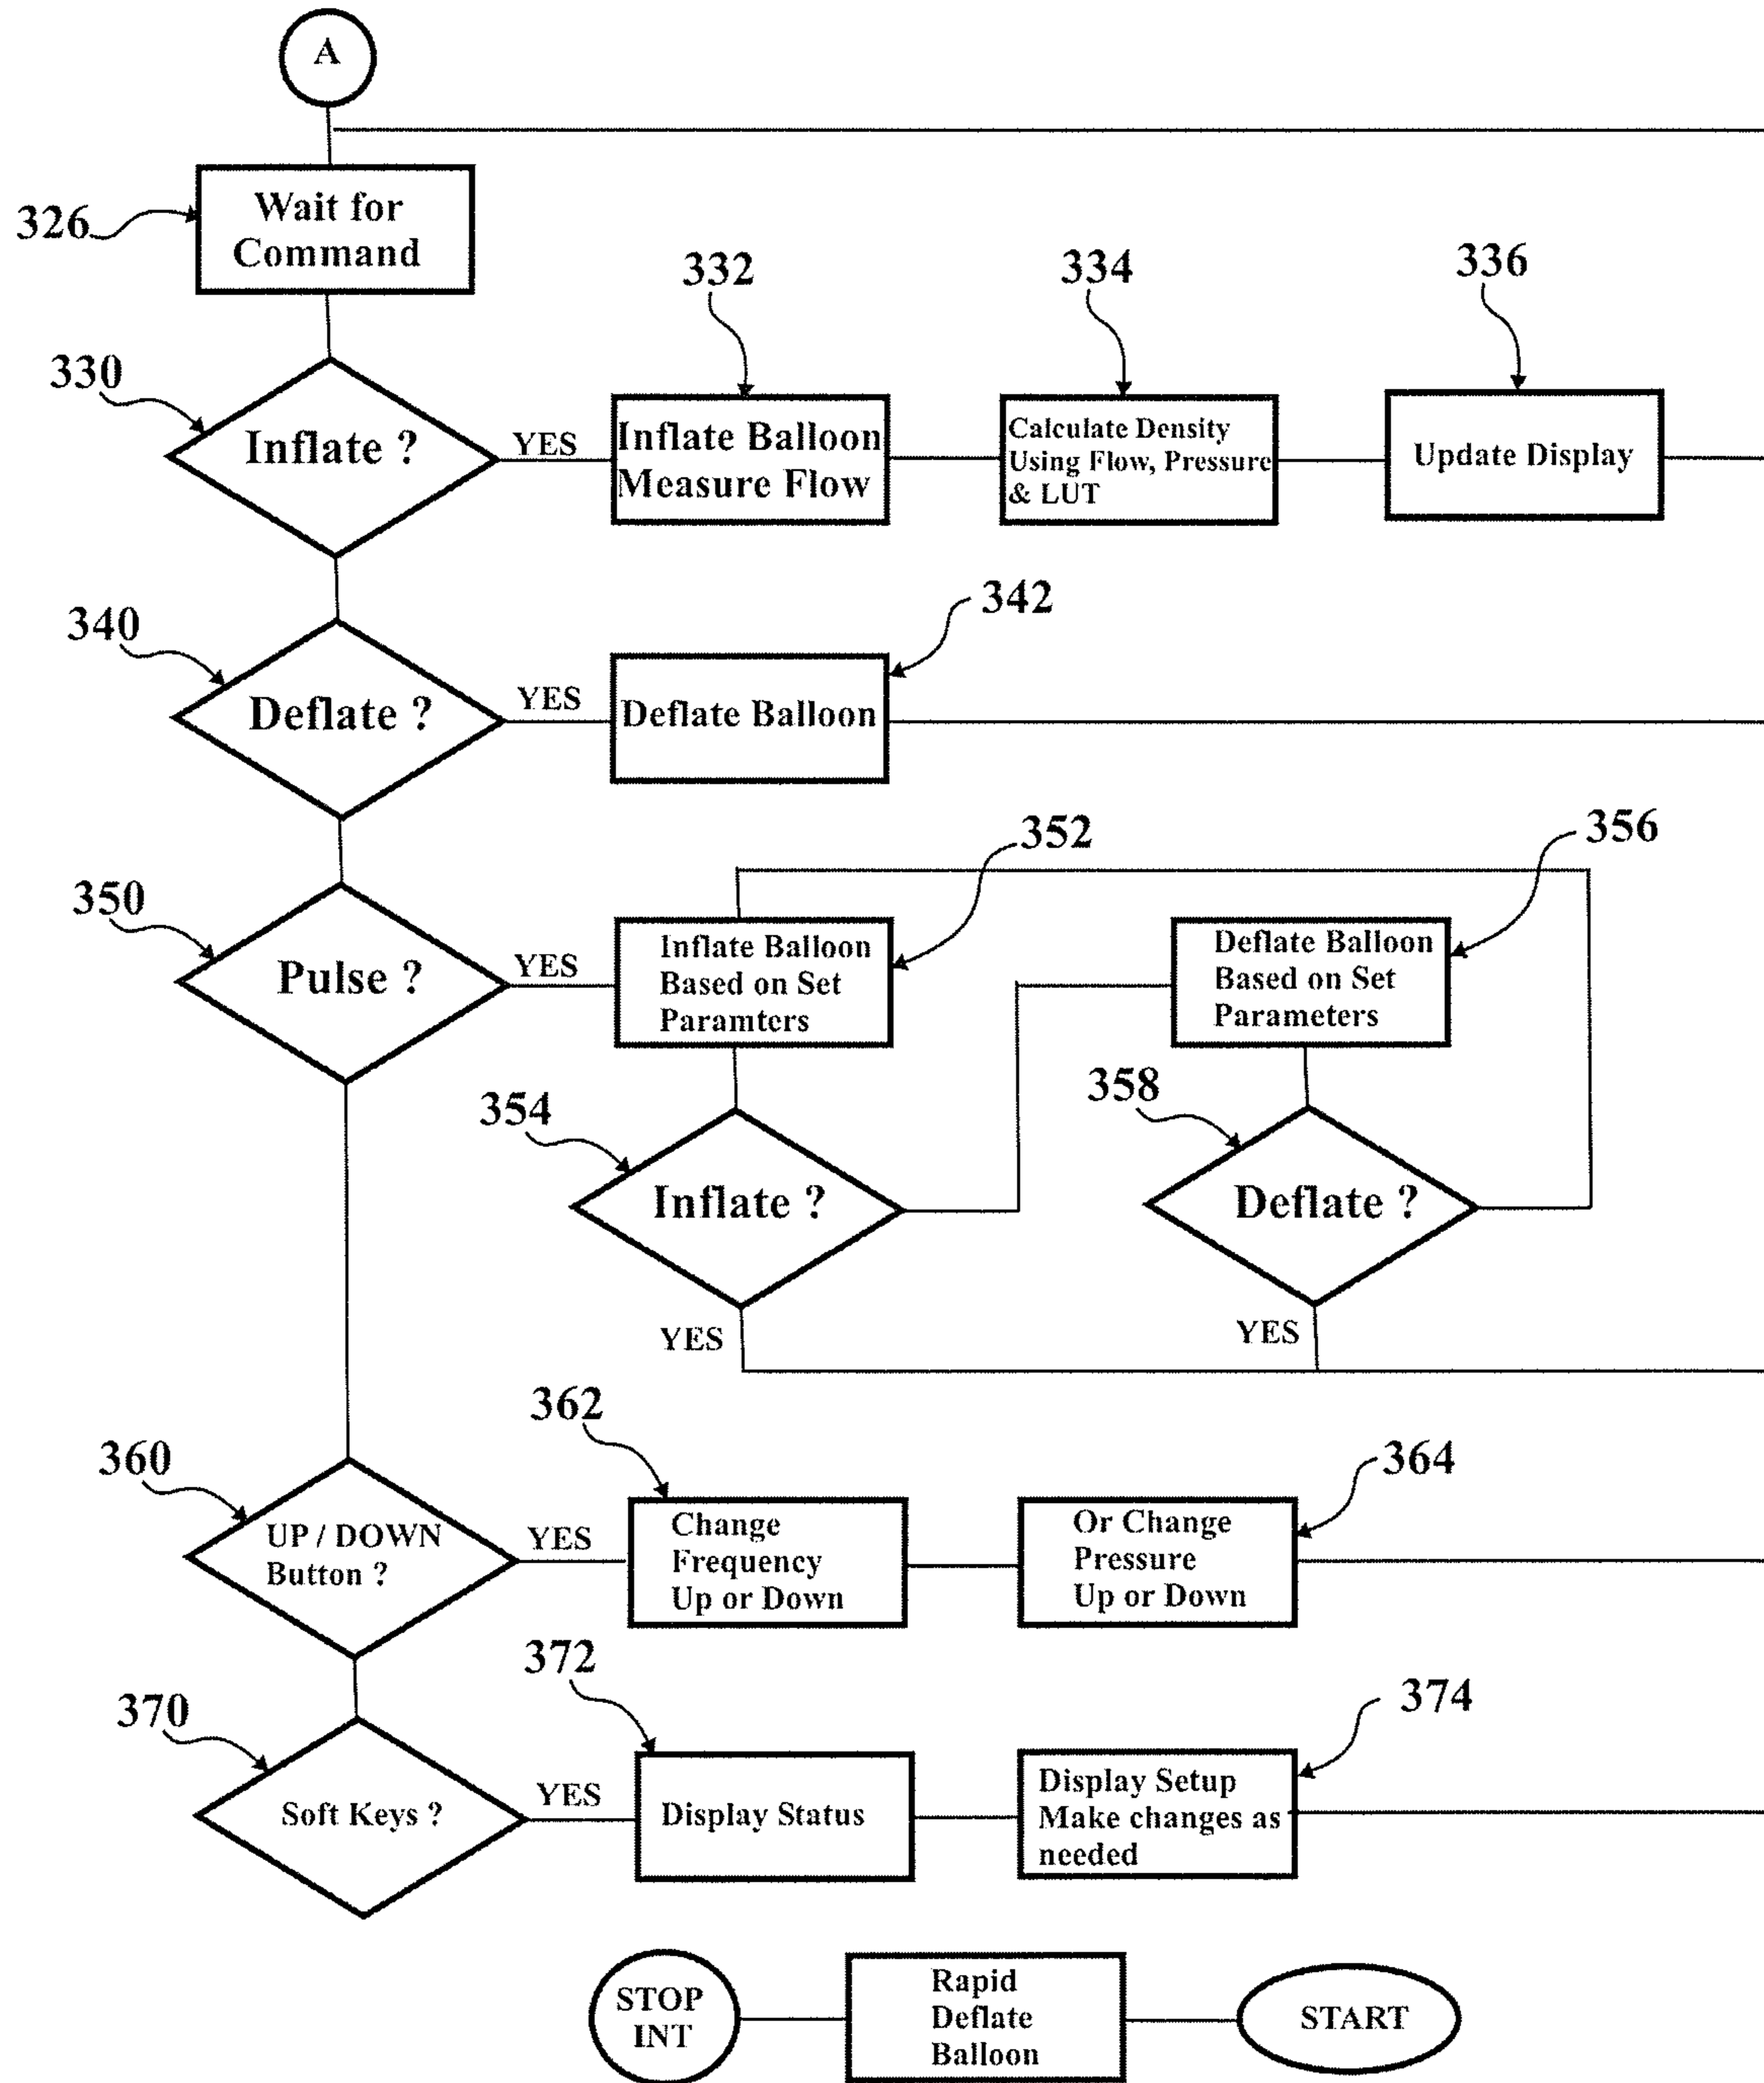 A
326
Wait for
Command
332
334
336
330
Inflate ?
YES
Inflate Balloon
Measure Flow
Calculate Density
Using Flow, Pressure
& LUT
Update Display
340
342
Deflate ?
YES
Deflate Balloon
350
352
356
Pulse ?
YES
Inflate Balloon
Based on Set
Paramters
Deflate Balloon
Based on Set
Parameters
354
358
Inflate ?
Deflate ?
YES
YES
360
362
364
UP / DOWN
Button ?
YES
Change
Frequency
Up or Down
Or Change
Pressure
Up or Down
370
372
374
Soft Keys ?
YES
Display Status
Display Setup
Make changes as
needed
STOP
INT
Rapid
Deflate
Balloon
START